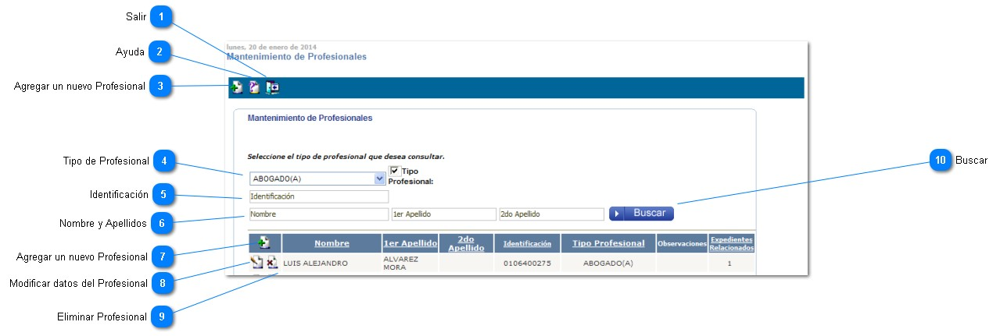 Salir 1
Ayuda 2
Agregar un nuevo Profesional 3
Tipo de Profesional 4
Identificación 5
Nombre y Apellidos 6
Agregar un nuevo Profesional 7
Modificar datos del Profesional 8
Eliminar Profesional 9
10 Buscar
lunes, 20 de enero de 2014
Mantenimiento de Profesionales
Mantenimiento de Profesionales
Seleccione el tipo de profesional que desea consultar.
ABOGADO(A)
Tipo
Profesional:
Identificación
Nombre 1er Apellido 2do Apellido Buscar
Nombre 1er Apellido 2do Apellido Identificación Tipo Profesional Observaciones Expedientes Relacionados
LUIS ALEJANDRO ALVAREZ MORA 0106400275 ABOGADO(A) 1